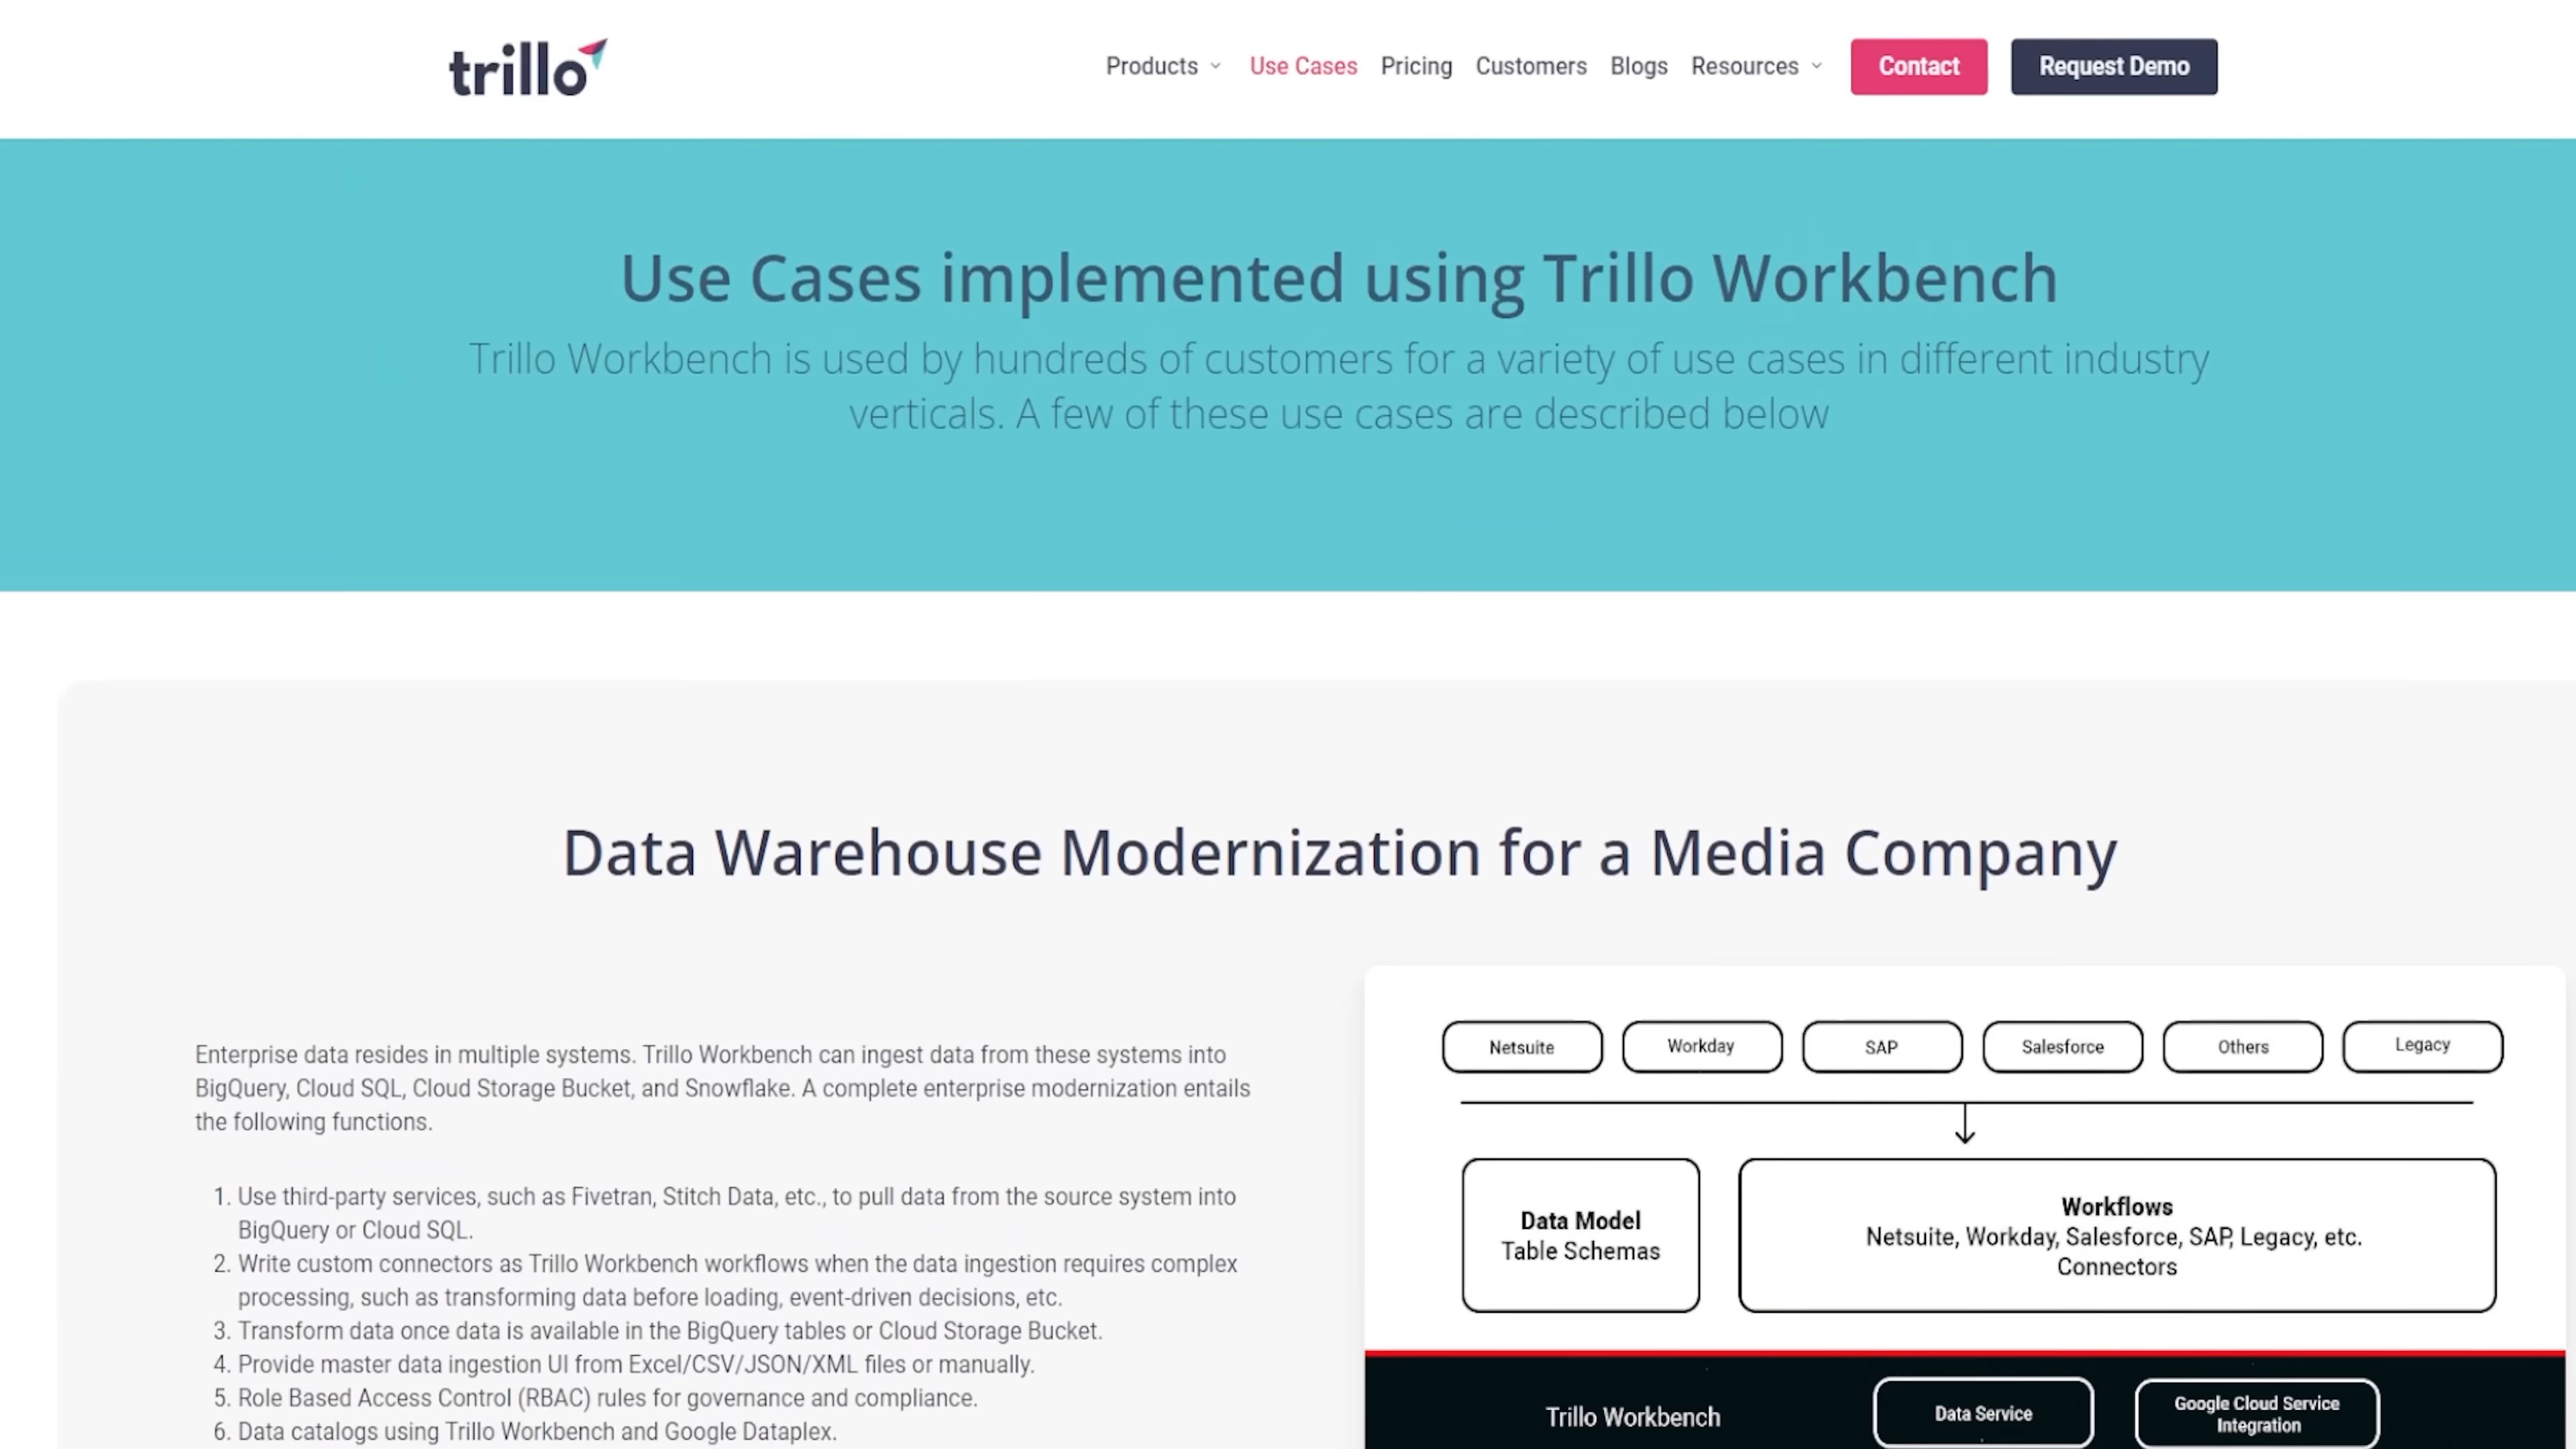 trillo
Products
Use Cases
Pricing
Customers
Blogs
Resources
Contact
Request Demo
Use Cases implemented using Trillo Workbench
Trillo Workbench is used by hundreds of customers for a variety of use cases in different industry
verticals. A few of these use cases are described below
Data Warehouse Modernization for a Media Company
Enterprise data resides in multiple systems. Trillo Workbench can ingest data from these systems into
BigQuery, Cloud SQL, Cloud Storage Bucket, and Snowflake. A complete enterprise modernization entails
the following functions.
1. Use third-party services, such as Fivetran, Stitch Data, etc., to pull data from the source system into
BigQuery or Cloud SQL.
2. Write custom connectors as Trillo Workbench workflows when the data ingestion requires complex
processing, such as transforming data before loading, event-driven decisions, etc.
3. Transform data once data is available in the BigQuery tables or Cloud Storage Bucket.
4. Provide master data ingestion UI from Excel/CSV/JSON/XML files or manually.
5. Role Based Access Control (RBAC) rules for governance and compliance.
6. Data catalogs using Trillo Workbench and Google Dataplex.
Netsuite
Workday
SAP
Salesforce
Others
Legacy
Data Model
Table Schemas
Workflows
Netsuite, Workday, Salesforce, SAP, Legacy, etc.
Connectors
Trillo Workbench
Data Service
Google Cloud Service
Integration